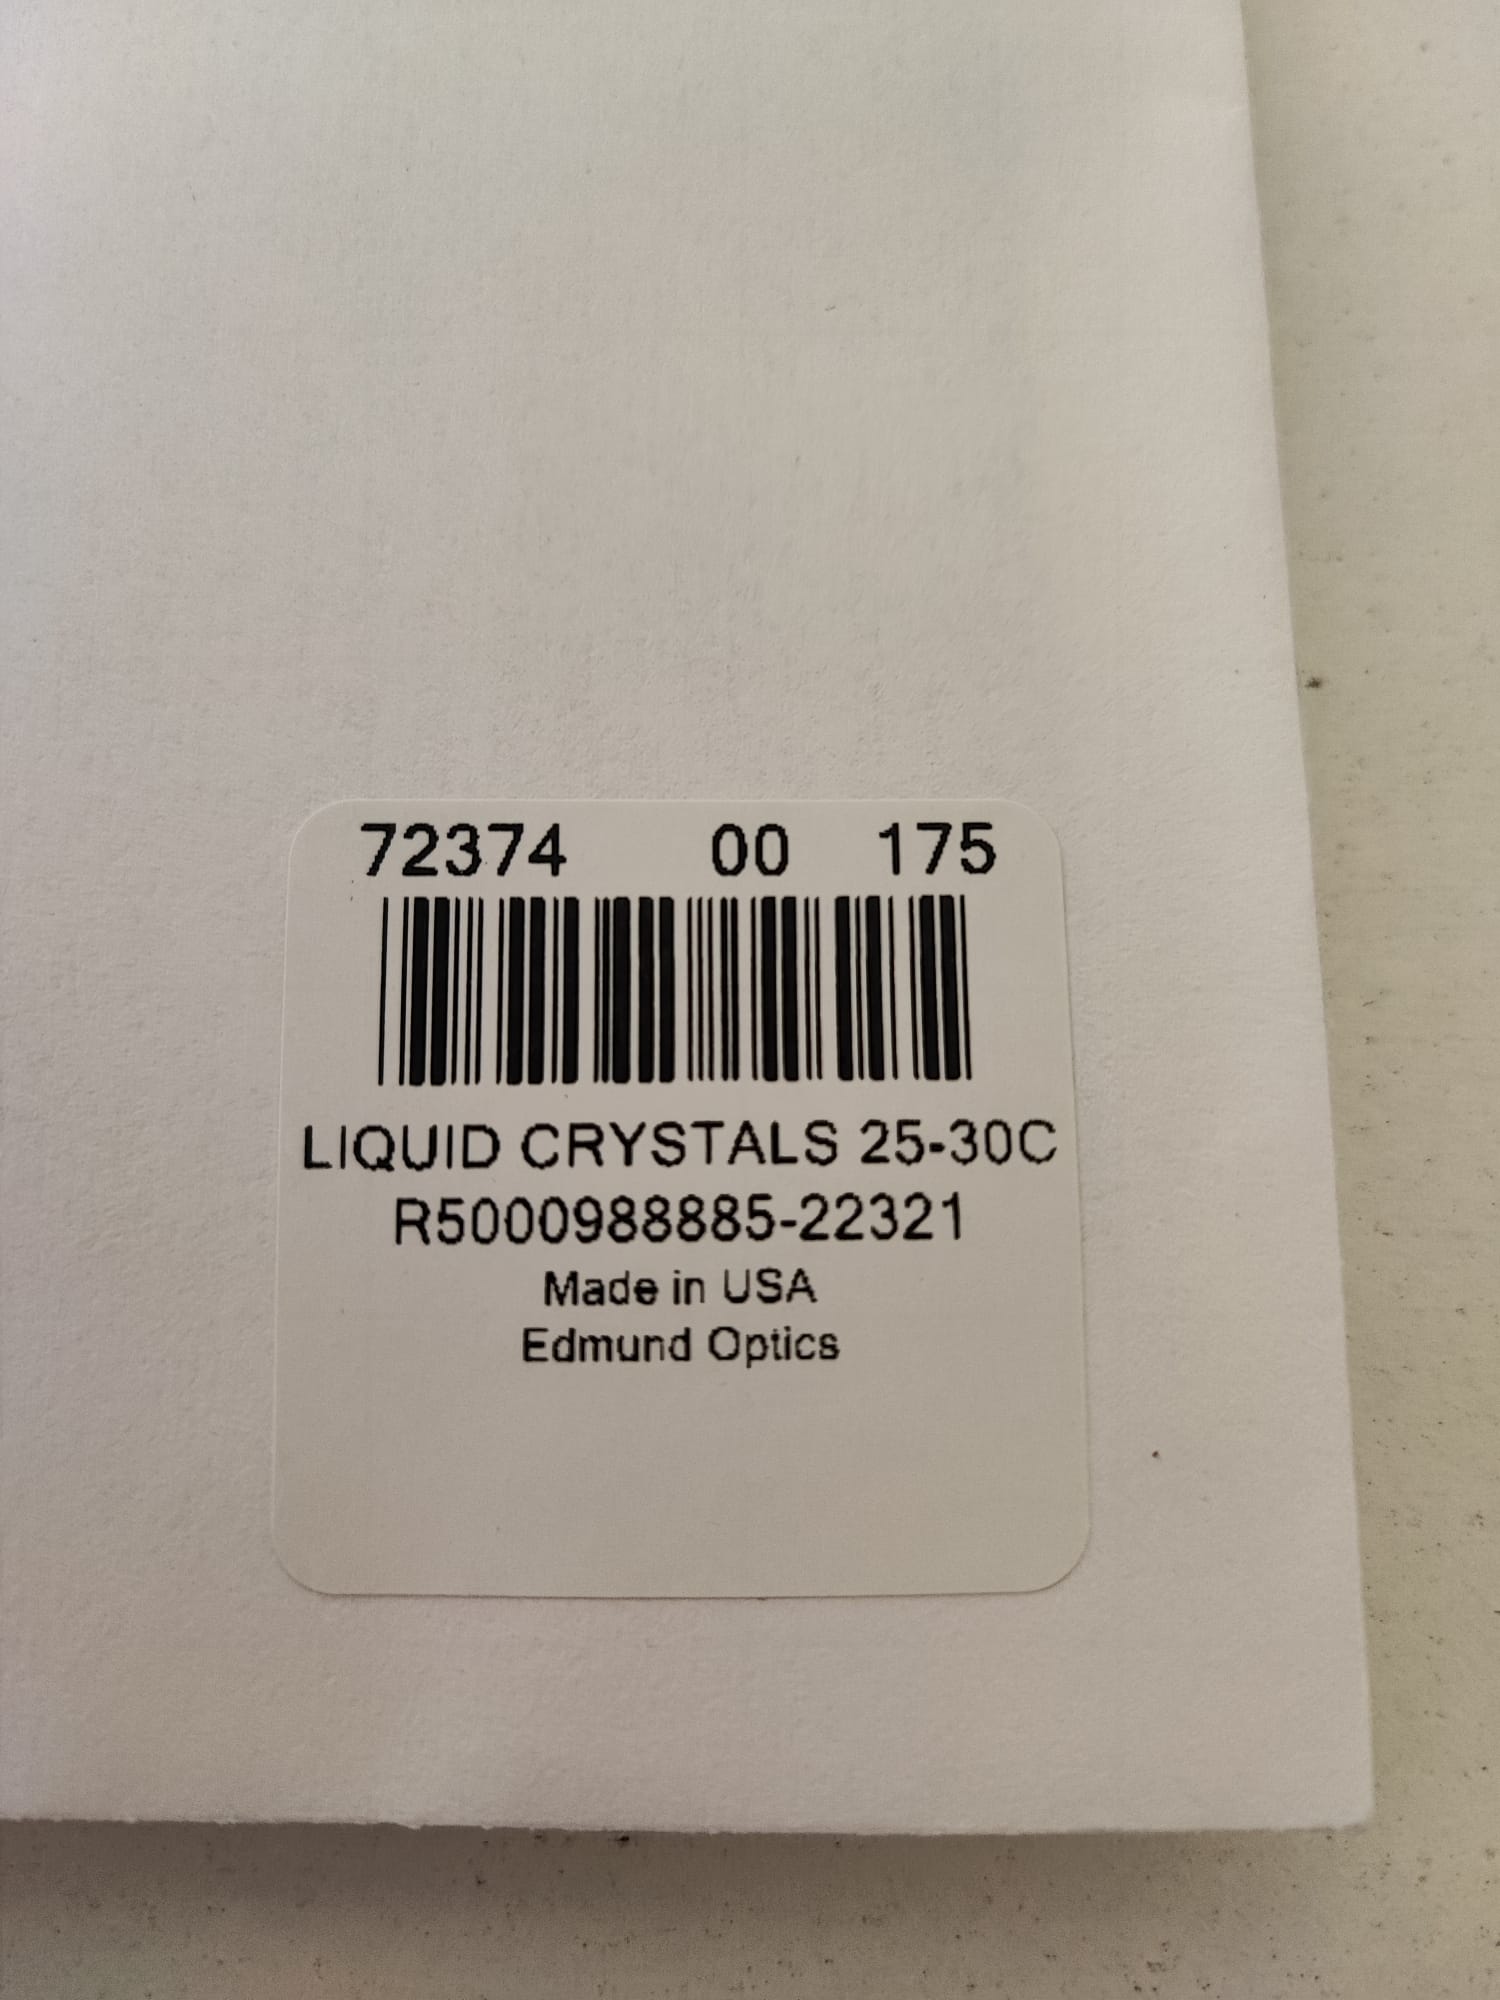 72374 00 175
LIQUID CRYSTALS 25-30C
R5000988885-22321
Made in USA
Edmund Optics